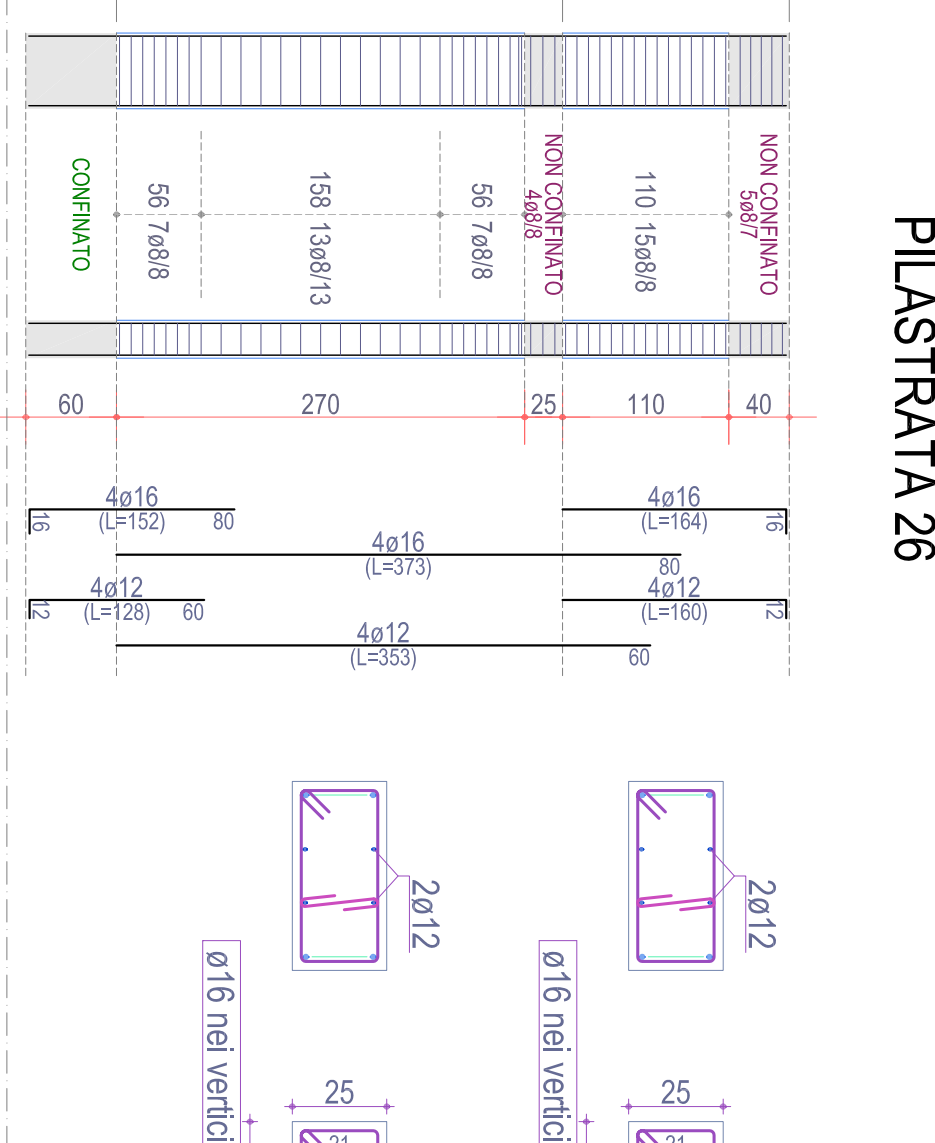 PILASTRATA 26
CONFINATO
56 7ø8/8
158 13ø8/13
56 7ø8/8
NON CONFINATO
4ø8/8
110 15ø8/8
NON CONFINATO
5ø8/7
60
270
25
110
40
4ø16
(L=152)
16
80
4ø16
(L=164)
16
4ø16
(L=373)
80
4ø12
(L=128)
12
60
4ø12
(L=160)
12
4ø12
(L=353)
60
2ø12
2ø12
ø16 nei vertici
ø16 nei vertici
25
25
21
21